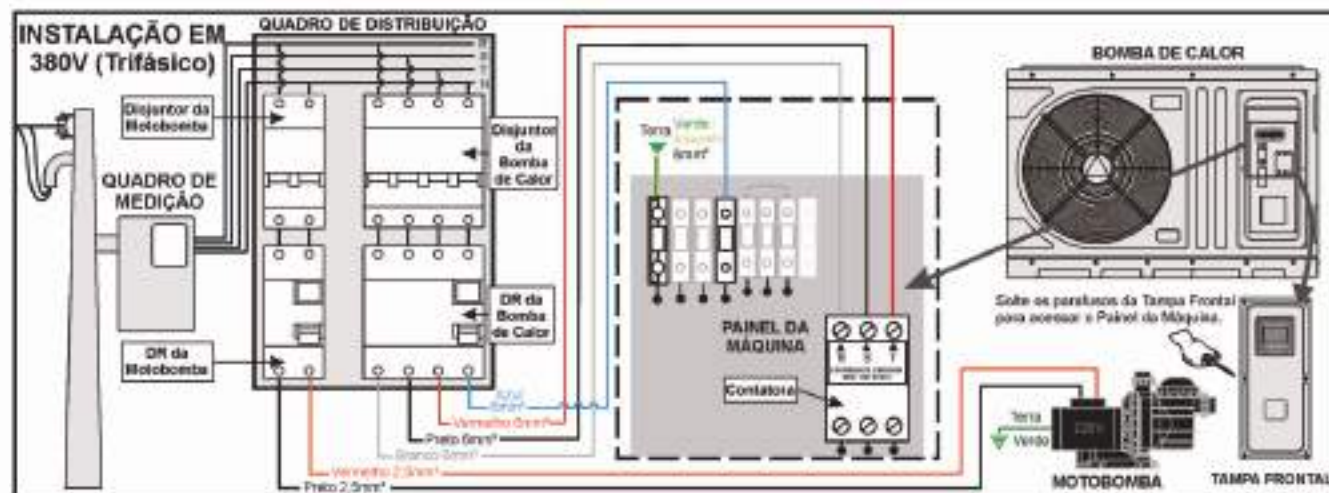 INSTALAÇÃO EM
380V (Trifásico)
QUADRO DE DISTRIBUIÇÃO
R
S
T
N
Disjuntor da
Motobomba
Disjuntor
da
Bomba
de Calor
QUADRO DE
MEDIÇÃO
DR da
Bomba
de Calor
DR da
Motobomba
Azul
6mm²
Vermelho 6mm²
Preto 6mm²
Branco 6mm²
Vermelho 2,5mm²
Preto 2,5mm²
Terra
Verde
Amarelo
6mm²
PAINEL DA
MÁQUINA
R S T
Contatora
BOMBA DE CALOR
Solte os parafusos da Tampa Frontal
para acessar o Painel da Máquina.
Terra
Verde
MOTOBOMBA
TAMPA FRONTAL